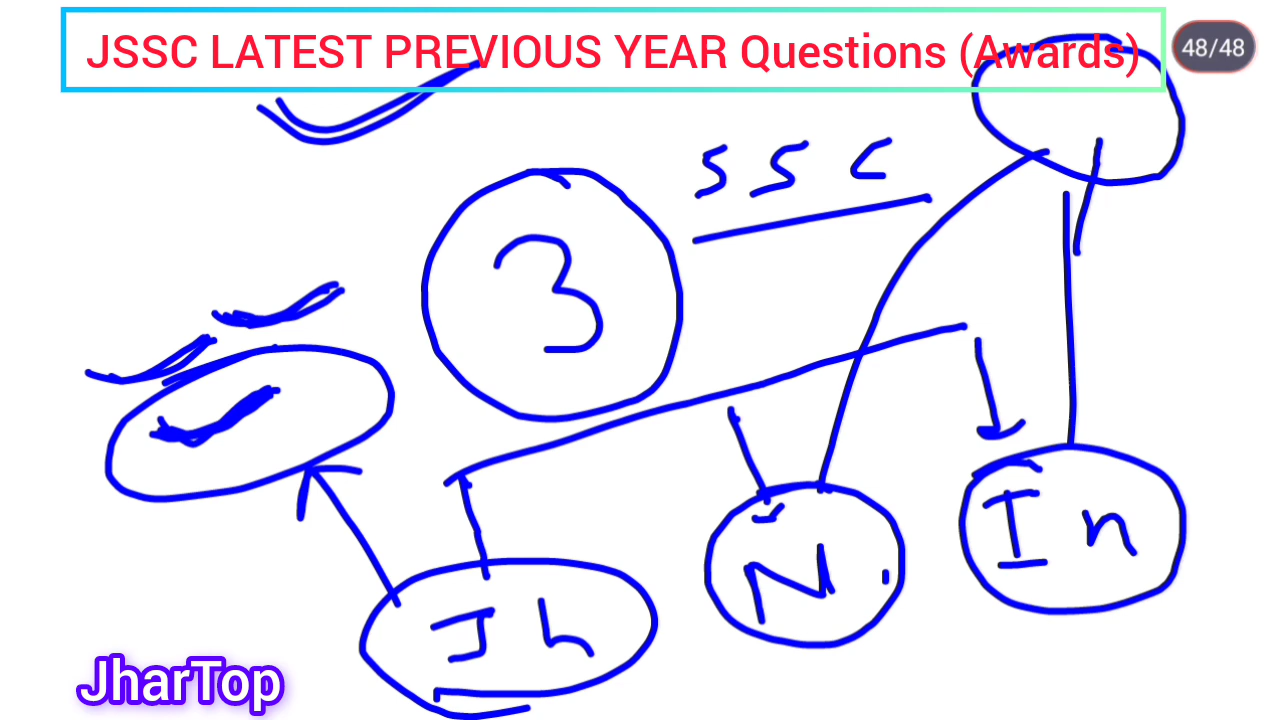 JSSC LATEST PREVIOUS YEAR Questions (Awards)
48/48
SSC
3
In
N
Jh
JharTop